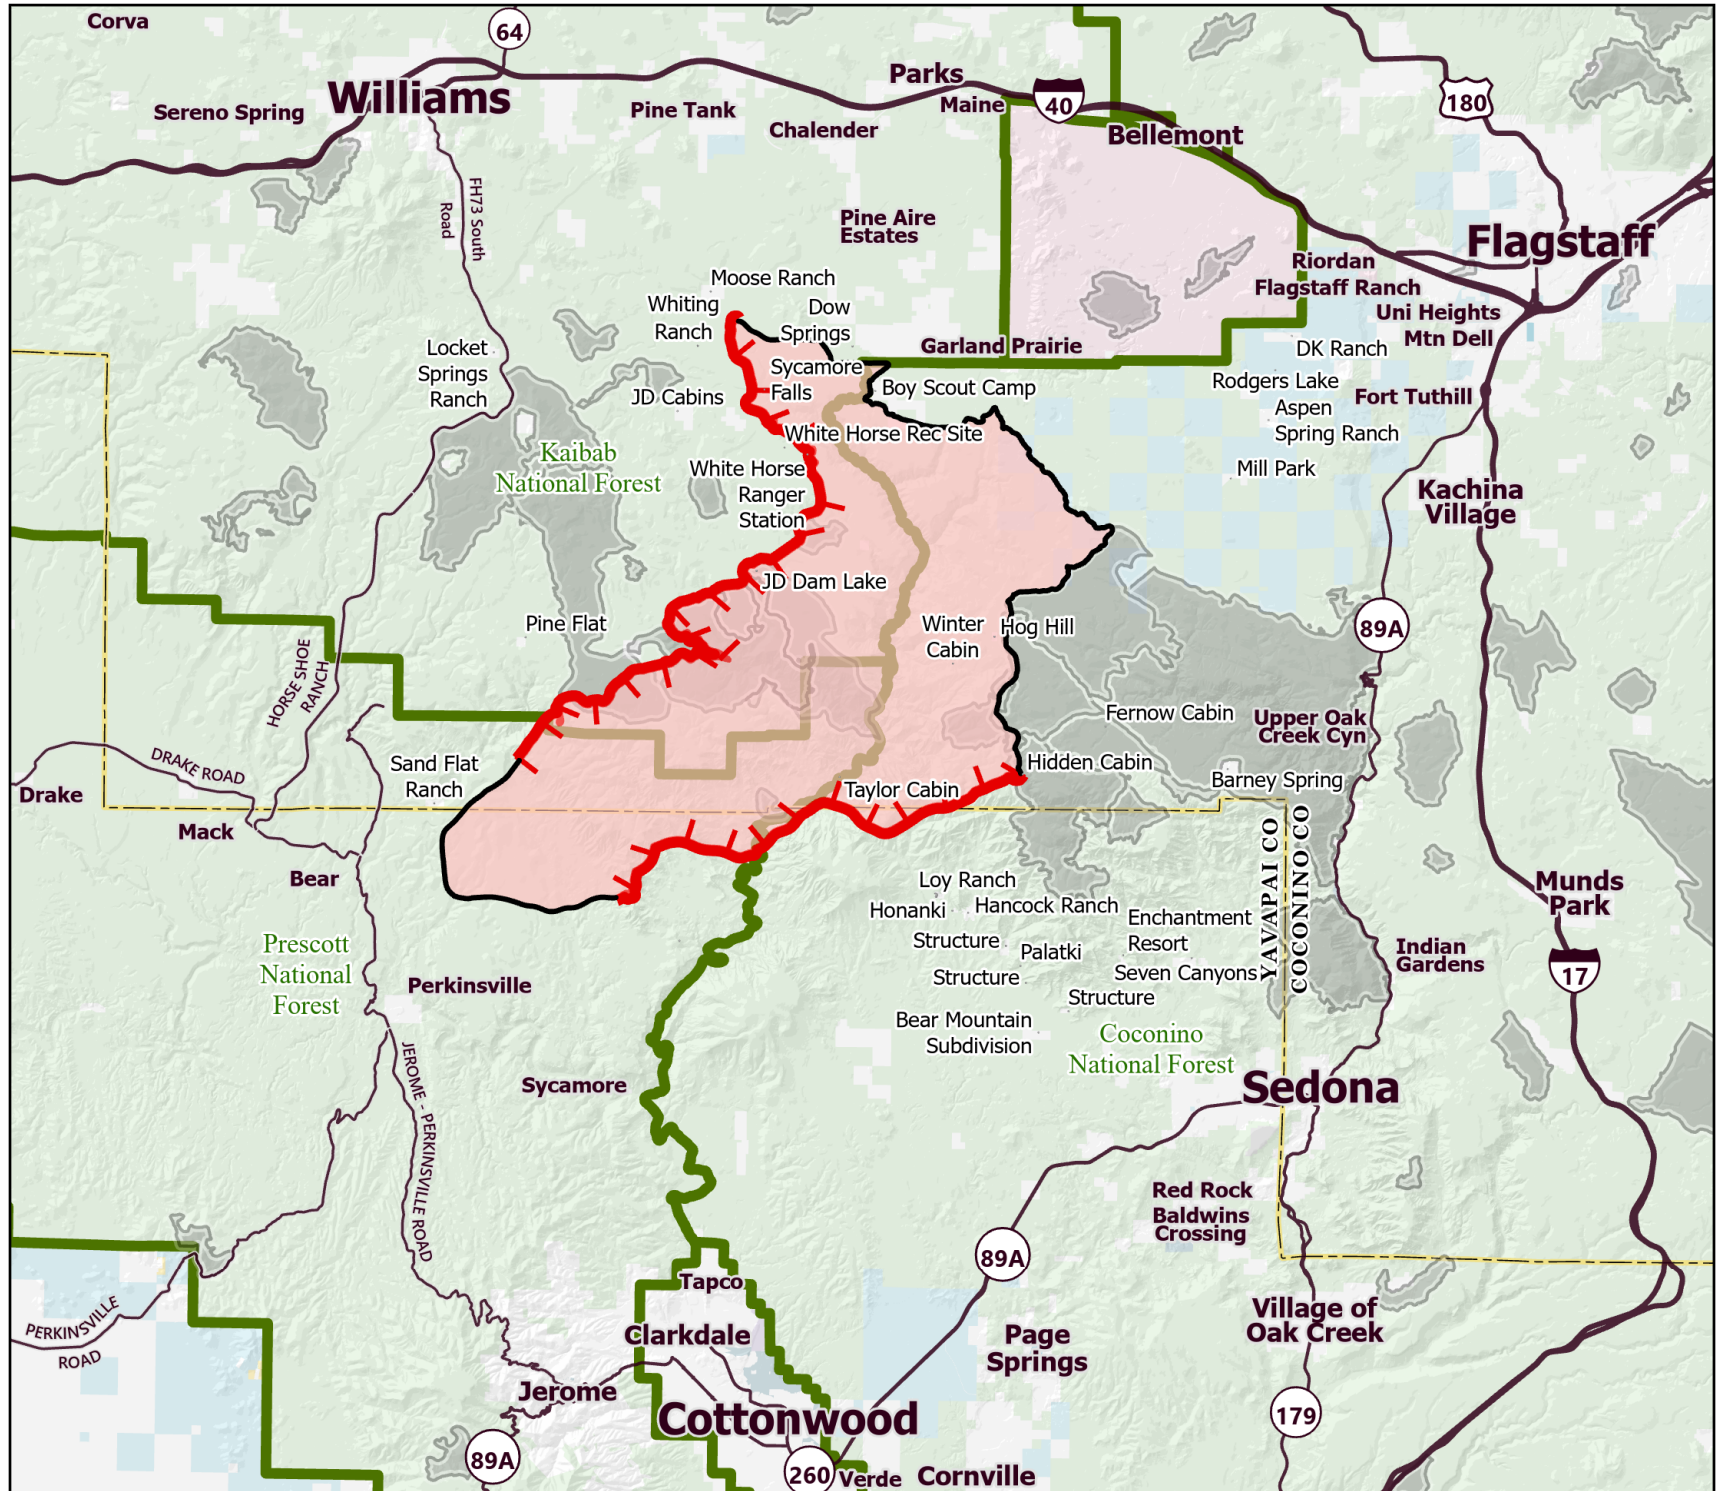 Corva
64
Williams
Sereno Spring
Pine Tank
Chalender
Parks
Maine
40
Bellemont
180
FH73 South
Road
Pine Aire
Estates
Flagstaff
Riordan
Flagstaff Ranch
Uni Heights
Mtn Dell
Moose Ranch
Whiting
Ranch
Dow
Springs
Garland Prairie
DK Ranch
Locket
Springs
Ranch
Sycamore
Falls
JD Cabins
Boy Scout Camp
Rodgers Lake
Aspen
Spring Ranch
Fort Tuthill
White Horse Rec Site
Kaibab
National Forest
White Horse
Ranger
Station
Mill Park
Kachina
Village
JD Dam Lake
Pine Flat
Winter
Cabin
Hog Hill
89A
HORSE SHOE
RANCH
Fernow Cabin
Upper Oak
Creek Cyn
DRAKE ROAD
Sand Flat
Ranch
Hidden Cabin
Barney Spring
Drake
Taylor Cabin
Mack
YAVAPAI CO
COCONINO CO
Bear
Loy Ranch
Honanki
Hancock Ranch
Enchantment
Resort
Munds
Park
Structure
Palatki
Prescott
National
Forest
Indian
Gardens
Structure
Seven Canyons
17
Perkinsville
Structure
Bear Mountain
Subdivision
Coconino
National Forest
JEROME - PERKINSVILLE ROAD
Sycamore
Sedona
Red Rock
Baldwins
Crossing
89A
Tapco
PERKINSVILLE
ROAD
Clarkdale
Page
Springs
Village of
Oak Creek
Jerome
Cottonwood
179
89A
260
Verde
Cornville